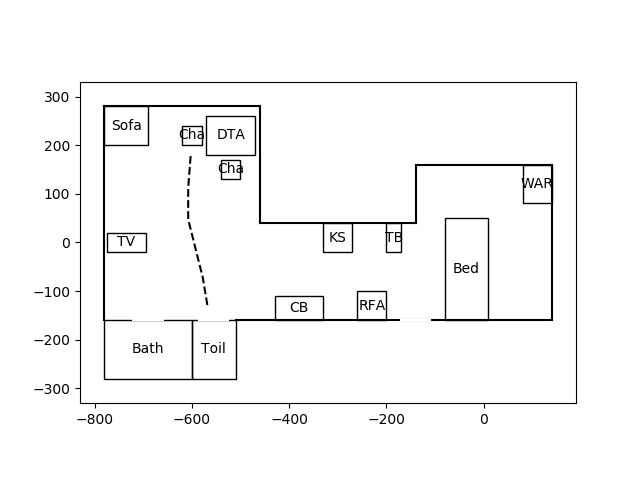 300
200
100
0
−100
−200
−300
−800
−600
−400
−200
0
Sofa
Cha
DTA
Cha
WAR
TV
KS
TB
Bed
CB
RFA
Bath
Toil